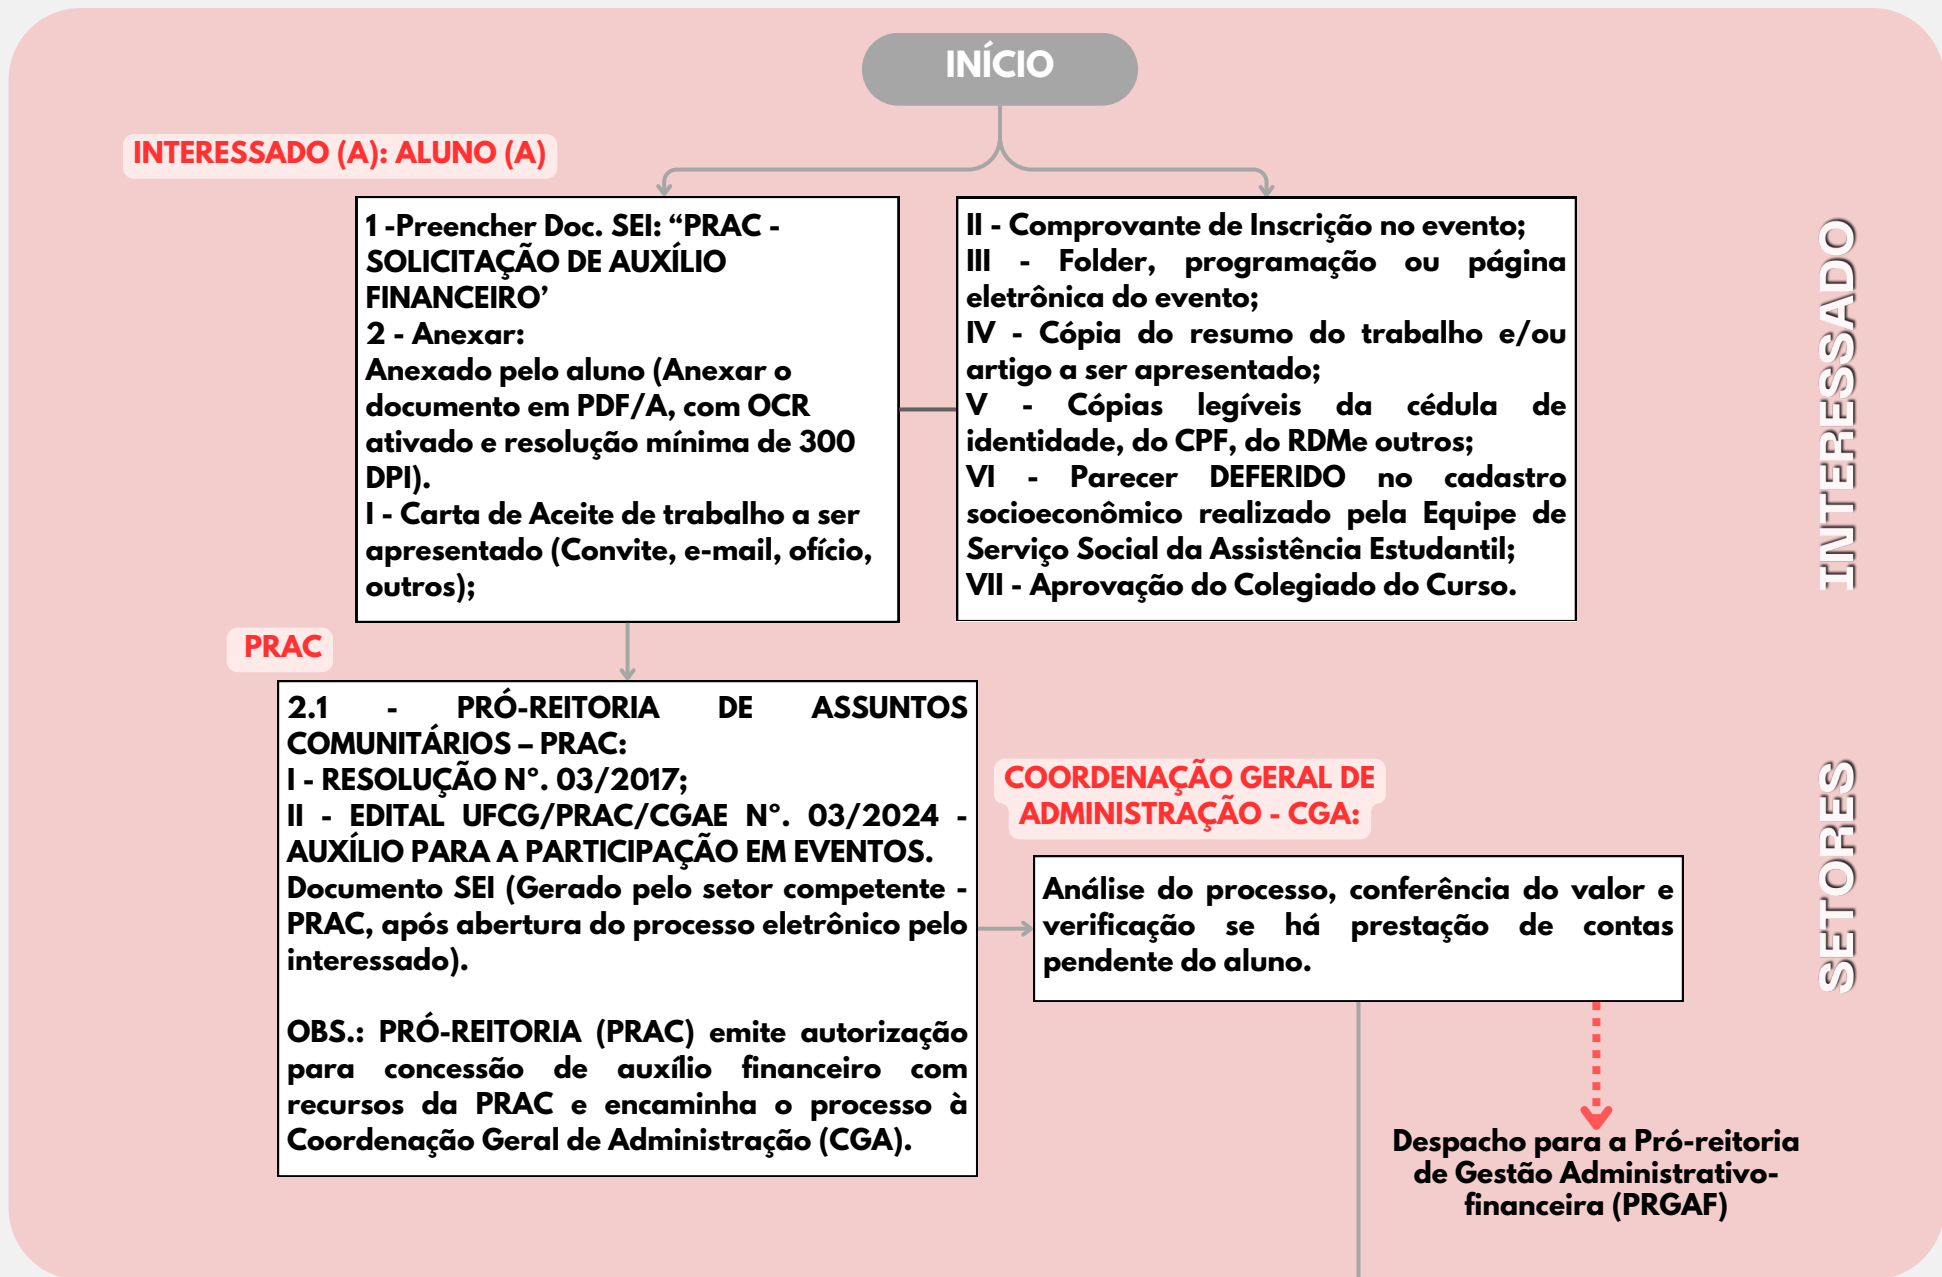 INÍCIO
INTERESSADO (A): ALUNO (A)
1 -Preencher Doc. SEI: “PRAC -
SOLICITAÇÃO DE AUXÍLIO
FINANCEIRO’
2 - Anexar:
Anexado pelo aluno (Anexar o
documento em PDF/A, com OCR
ativado e resolução mínima de 300
DPI).
I - Carta de Aceite de trabalho a ser
apresentado (Convite, e-mail, ofício,
outros);
II - Comprovante de Inscrição no evento;
III - Folder, programação ou página
eletrônica do evento;
IV - Cópia do resumo do trabalho e/ou
artigo a ser apresentado;
V - Cópias legíveis da cédula de
identidade, do CPF, do RDMe outros;
VI - Parecer DEFERIDO no cadastro
socioeconômico realizado pela Equipe de
Serviço Social da Assistência Estudantil;
VII - Aprovação do Colegiado do Curso.
INTERESSADO
PRAC
2.1 - PRÓ-REITORIA DE ASSUNTOS
COMUNITÁRIOS – PRAC:
I - RESOLUÇÃO Nº. 03/2017;
II - EDITAL UFCG/PRAC/CGAE Nº. 03/2024 -
AUXÍLIO PARA A PARTICIPAÇÃO EM EVENTOS.
Documento SEI (Gerado pelo setor competente -
PRAC, após abertura do processo eletrônico pelo
interessado).
OBS.: PRÓ-REITORIA (PRAC) emite autorização
para concessão de auxílio financeiro com
recursos da PRAC e encaminha o processo à
Coordenação Geral de Administração (CGA).
COORDENAÇÃO GERAL DE
ADMINISTRAÇÃO - CGA:
Análise do processo, conferência do valor e
verificação se há prestação de contas
pendente do aluno.
SETORES
Despacho para a Pró-reitoria
de Gestão Administrativo-
financeira (PRGAF)